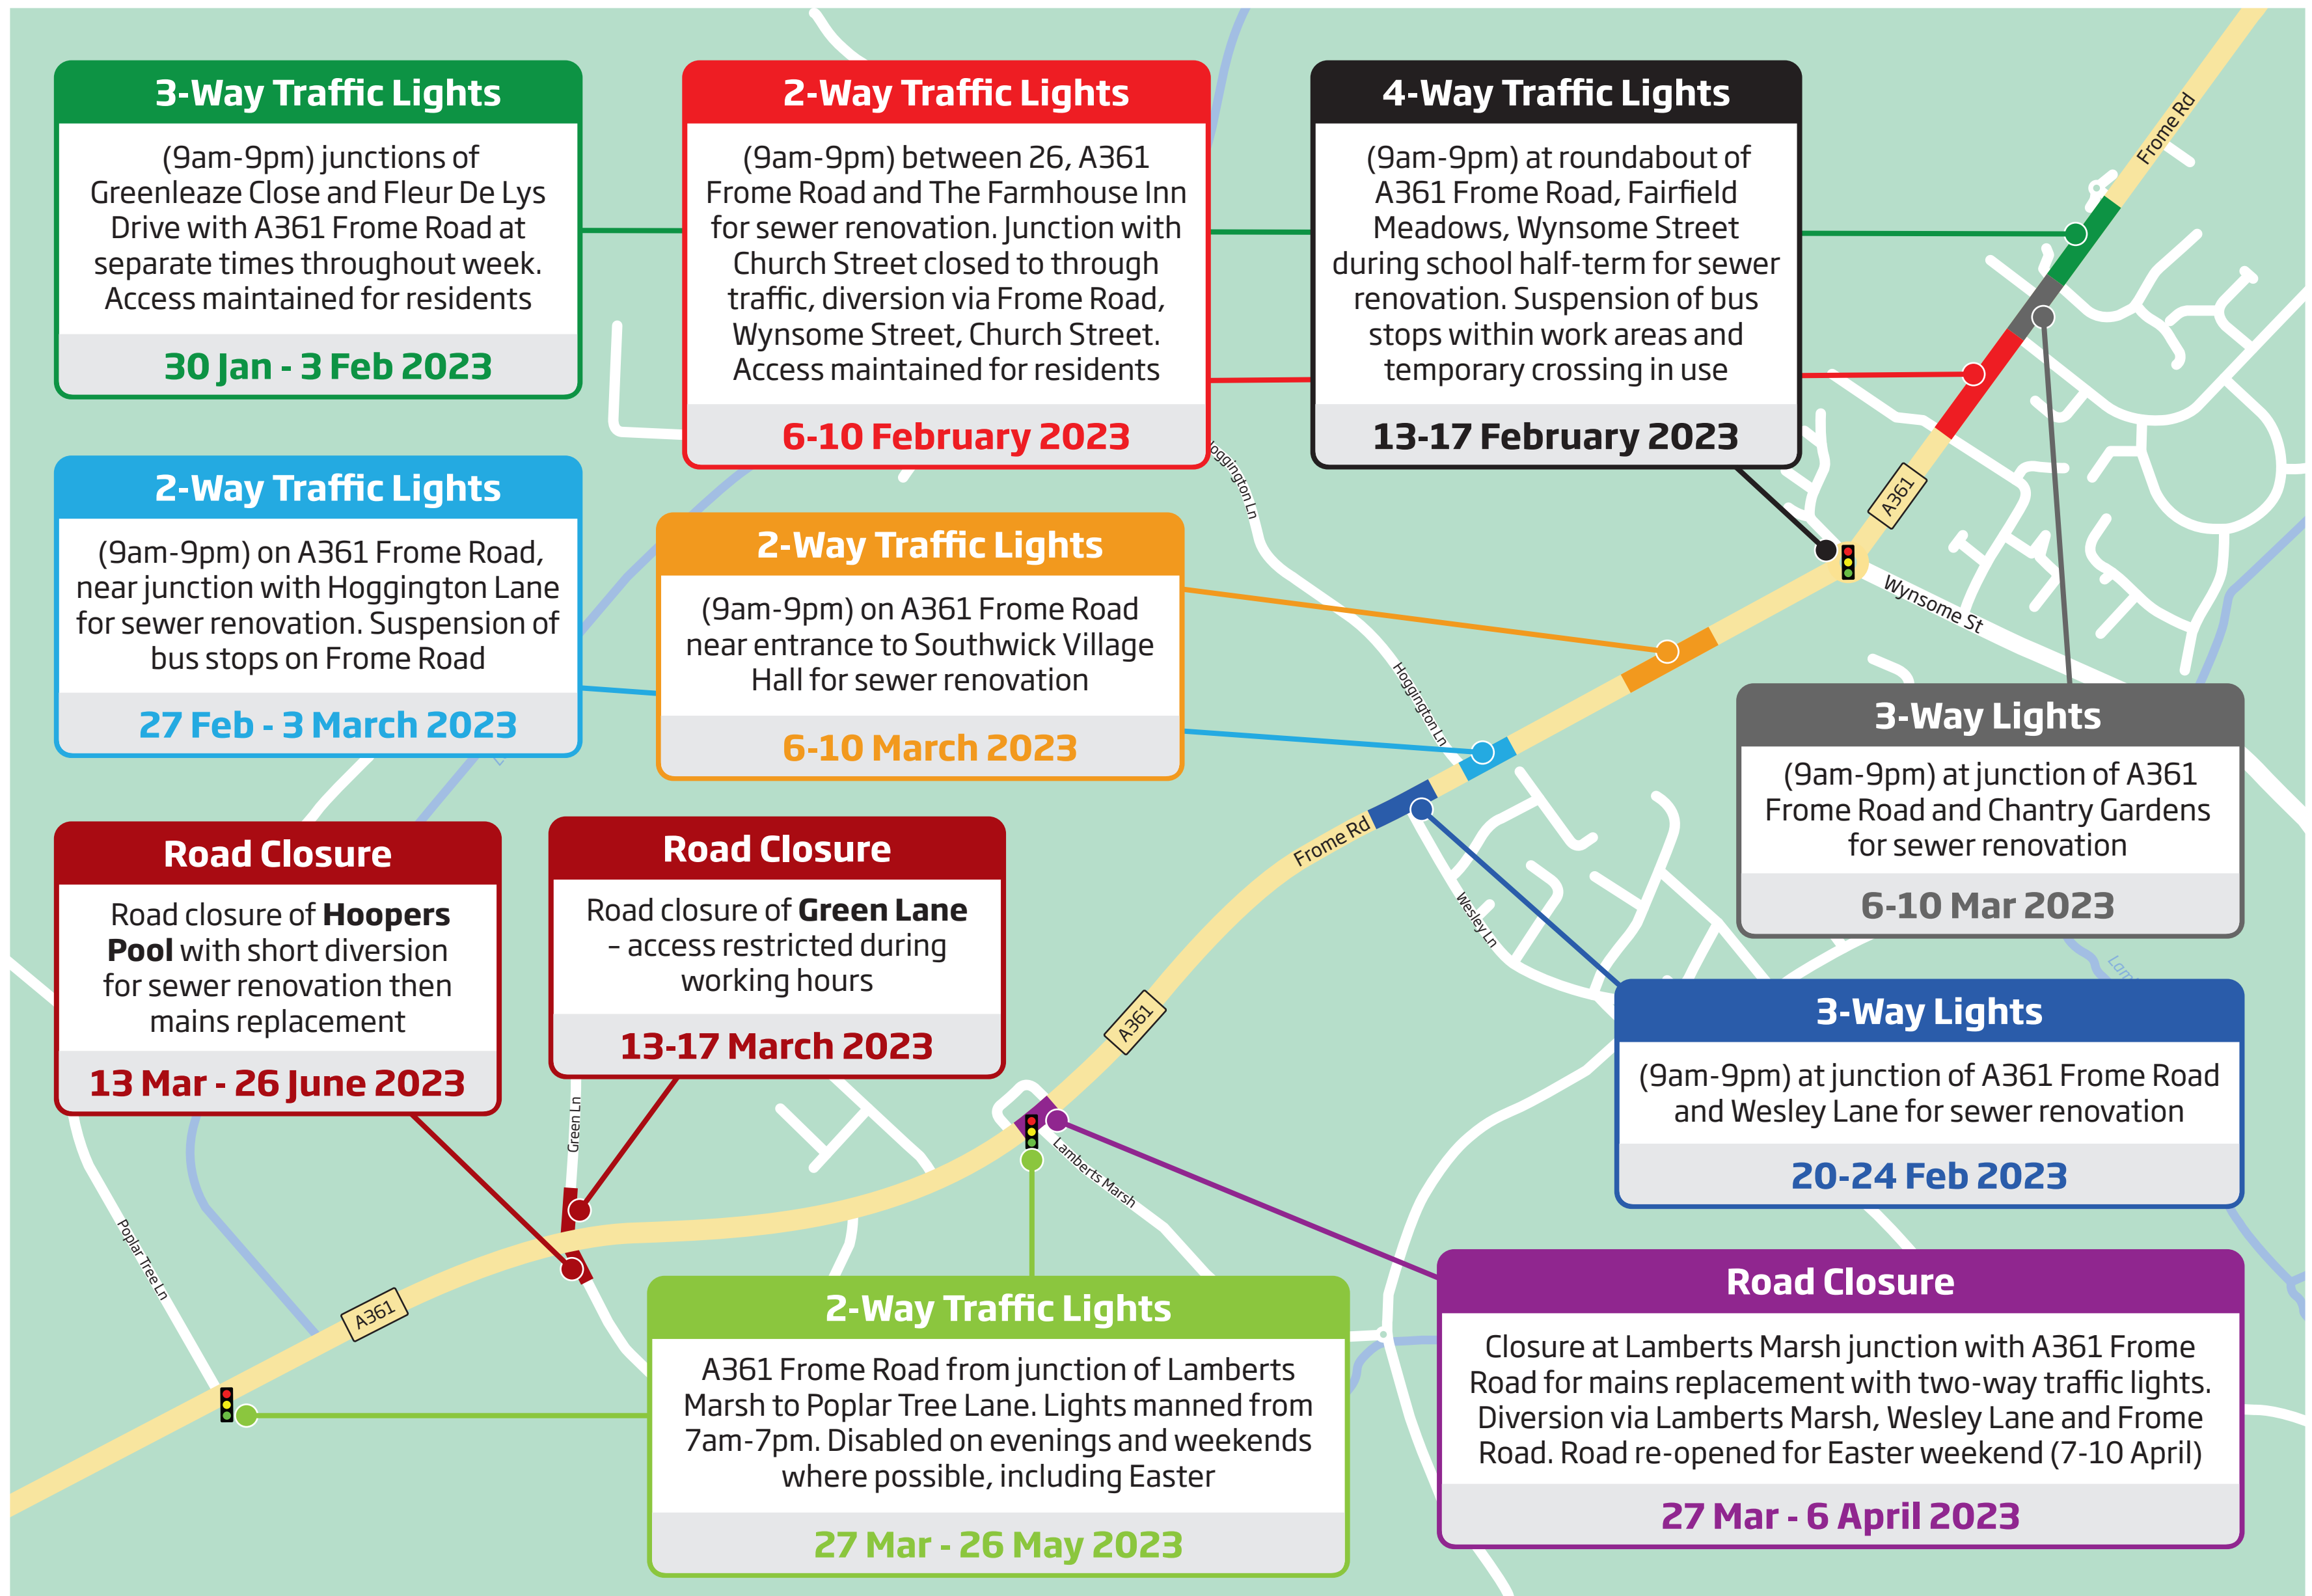 3-Way Traffic Lights
(9am-9pm) junctions of
Greenleaze Close and Fleur De Lys
Drive with A361 Frome Road at
separate times throughout week.
Access maintained for residents
30 Jan - 3 Feb 2023
2-Way Traffic Lights
(9am-9pm) between 26, A361
Frome Road and The Farmhouse Inn
for sewer renovation. Junction with
Church Street closed to through
traffic, diversion via Frome Road,
Wynsome Street, Church Street.
Access maintained for residents
6-10 February 2023
4-Way Traffic Lights
(9am-9pm) at roundabout of
A361 Frome Road, Fairfield
Meadows, Wynsome Street
during school half-term for sewer
renovation. Suspension of bus
stops within work areas and
temporary crossing in use
13-17 February 2023
Frome Rd
2-Way Traffic Lights
(9am-9pm) on A361 Frome Road,
near junction with Hoggington Lane
for sewer renovation. Suspension of
bus stops on Frome Road
27 Feb - 3 March 2023
2-Way Traffic Lights
(9am-9pm) on A361 Frome Road
near entrance to Southwick Village
Hall for sewer renovation
6-10 March 2023
Hoggington Ln
A361
Wynsome St
Hoggington Ln
3-Way Lights
(9am-9pm) at junction of A361
Frome Road and Chantry Gardens
for sewer renovation
6-10 Mar 2023
Road Closure
Road closure of Hoopers
Pool with short diversion
for sewer renovation then
mains replacement
13 Mar - 26 June 2023
Road Closure
Road closure of Green Lane
– access restricted during
working hours
13-17 March 2023
Frome Rd
Wesley Ln
A361
3-Way Lights
(9am-9pm) at junction of A361 Frome Road
and Wesley Lane for sewer renovation
20-24 Feb 2023
Green Ln
Lamberts Marsh
Poplar Tree Ln
A361
2-Way Traffic Lights
A361 Frome Road from junction of Lamberts
Marsh to Poplar Tree Lane. Lights manned from
7am-7pm. Disabled on evenings and weekends
where possible, including Easter
27 Mar - 26 May 2023
Road Closure
Closure at Lamberts Marsh junction with A361 Frome
Road for mains replacement with two-way traffic lights.
Diversion via Lamberts Marsh, Wesley Lane and Frome
Road. Road re-opened for Easter weekend (7-10 April)
27 Mar - 6 April 2023